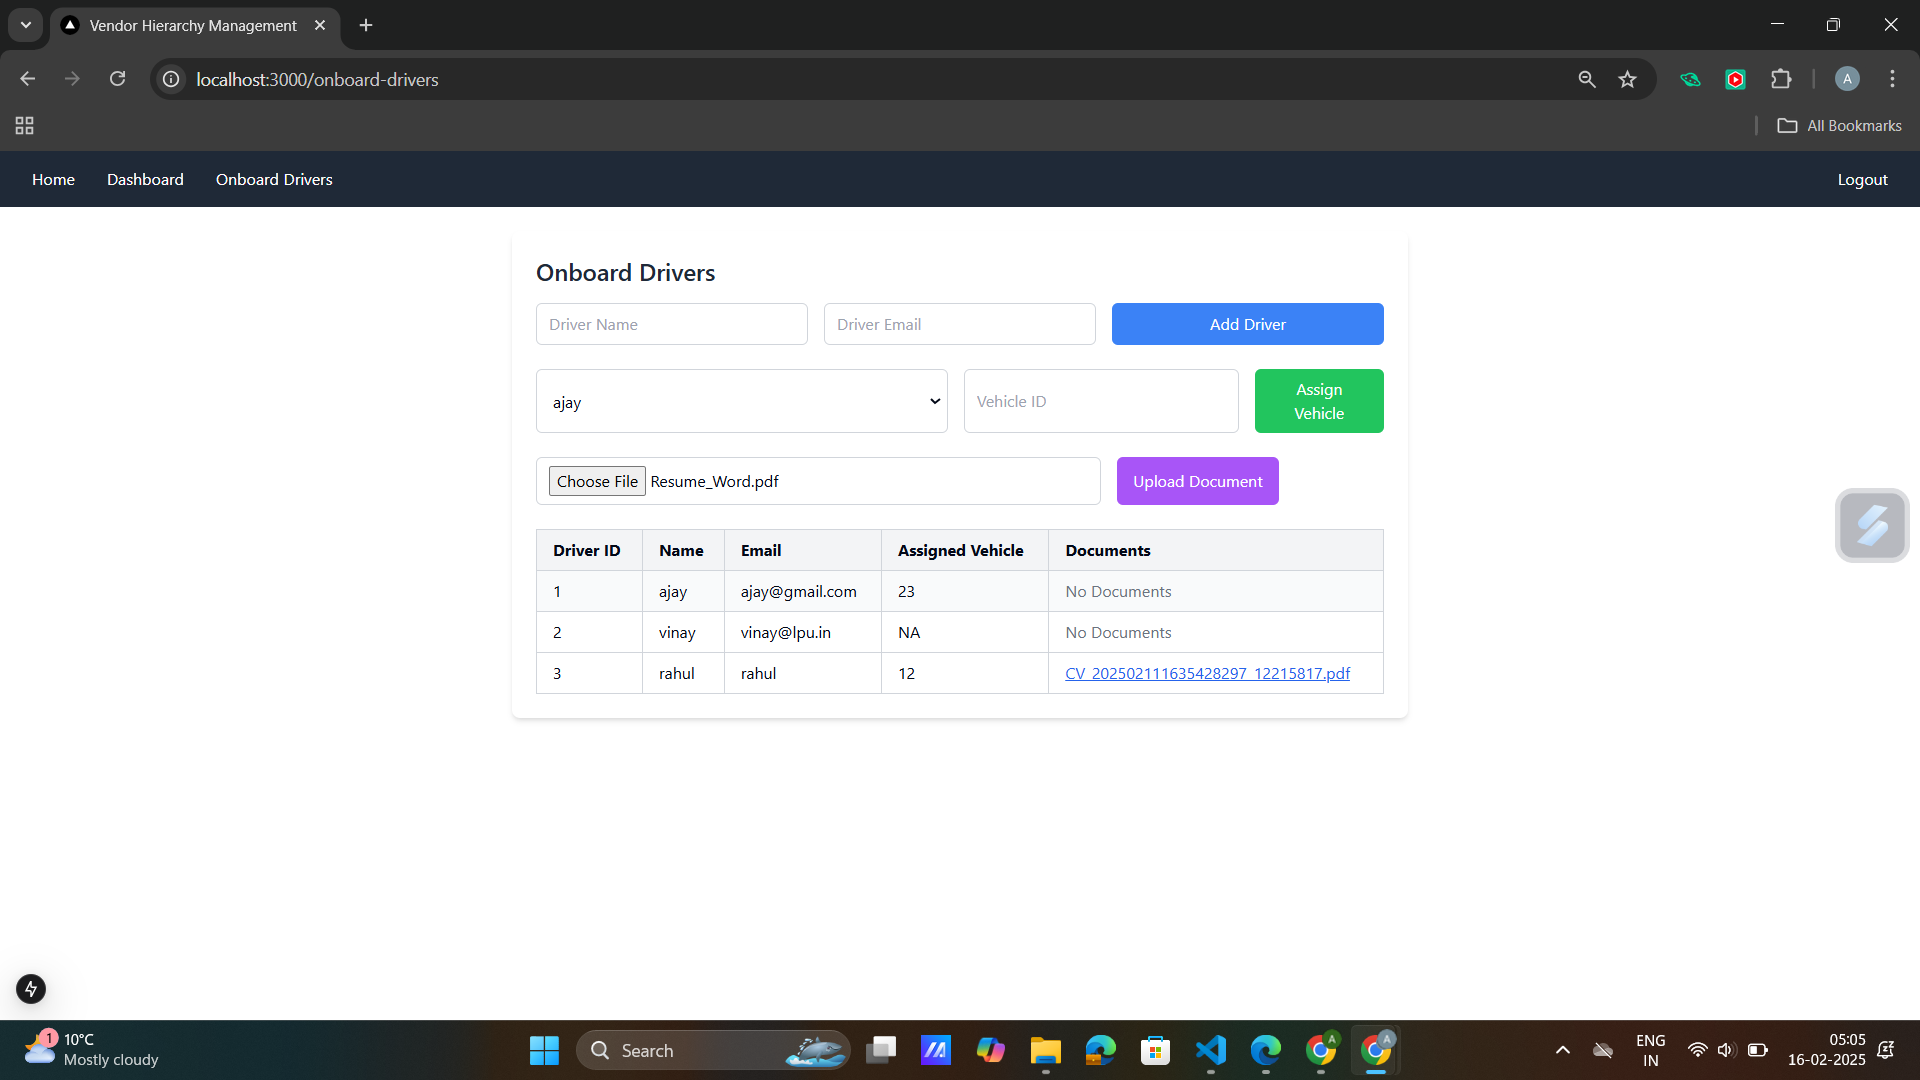 Vendor Hierarchy Management
localhost:3000/onboard-drivers
A
All Bookmarks
Home Dashboard Onboard Drivers Logout
Onboard Drivers
Driver Name Driver Email Add Driver
ajay Vehicle ID Assign
Vehicle
Choose File Resume_Word.pdf Upload Document
Driver ID Name Email Assigned Vehicle Documents
1 ajay ajay@gmail.com 23 No Documents
2 vinay vinay@lpu.in NA No Documents
3 rahul rahul 12 CV_202502111635428297_12215817.pdf
1 10°C
Mostly cloudy
Search
A
A
ENG
IN
05:05
16-02-2025